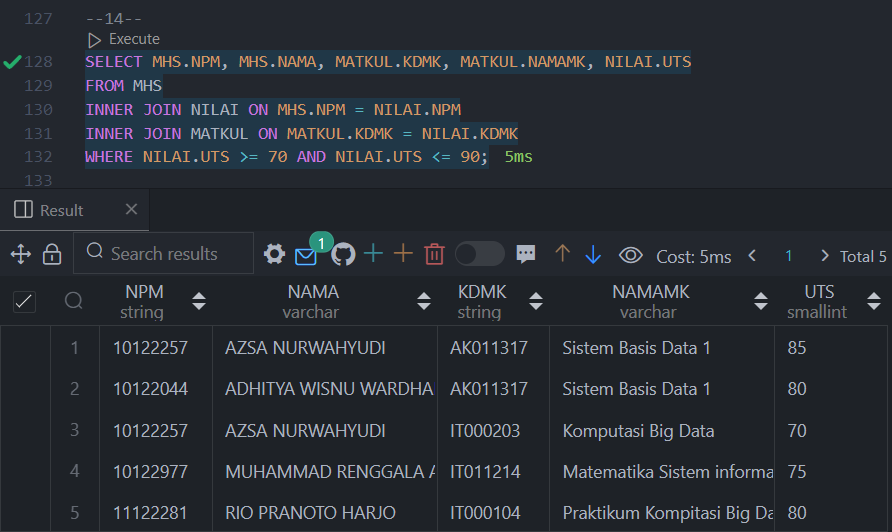 127 --14--
Execute
128 SELECT MHS.NPM, MHS.NAMA, MATKUL.KDMK, MATKUL.NAMAMK, NILAI.UTS
129 FROM MHS
130 INNER JOIN NILAI ON MHS.NPM = NILAI.NPM
131 INNER JOIN MATKUL ON MATKUL.KDMK = NILAI.KDMK
132 WHERE NILAI.UTS >= 70 AND NILAI.UTS <= 90; 5ms
133
Result
Search results 1 Cost: 5ms 1 Total 5
NPM NAMA KDMK NAMAMK UTS
string varchar string varchar smallint
1 10122257 AZSA NURWAHYUDI AK011317 Sistem Basis Data 1 85
2 10122044 ADHITYA WISNU WARDHA AK011317 Sistem Basis Data 1 80
3 10122257 AZSA NURWAHYUDI IT000203 Komputasi Big Data 70
4 10122977 MUHAMMAD RENGGALA A IT011214 Matematika Sistem informa 75
5 11122281 RIO PRANOTO HARJO IT000104 Praktikum Kompitasi Big Da 80